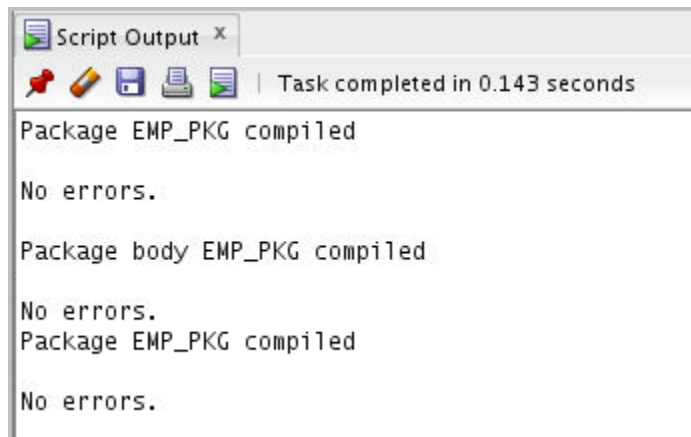 Script Output x
Task completed in 0.143 seconds
Package EMP_PKG compiled
No errors.
Package body EMP_PKG compiled
No errors.
Package EMP_PKG compiled
No errors.